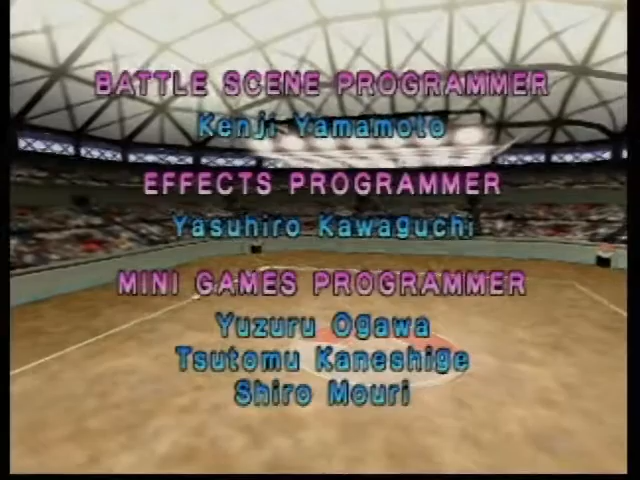 BATTLE SCENE PROGRAMMER
Kenji Yamamoto
EFFECTS PROGRAMMER
Yasuhiro Kawaguchi
MINI GAMES PROGRAMMER
Yuzuru Ogawa
Tsutomu Kaneshige
Shiro Mouri